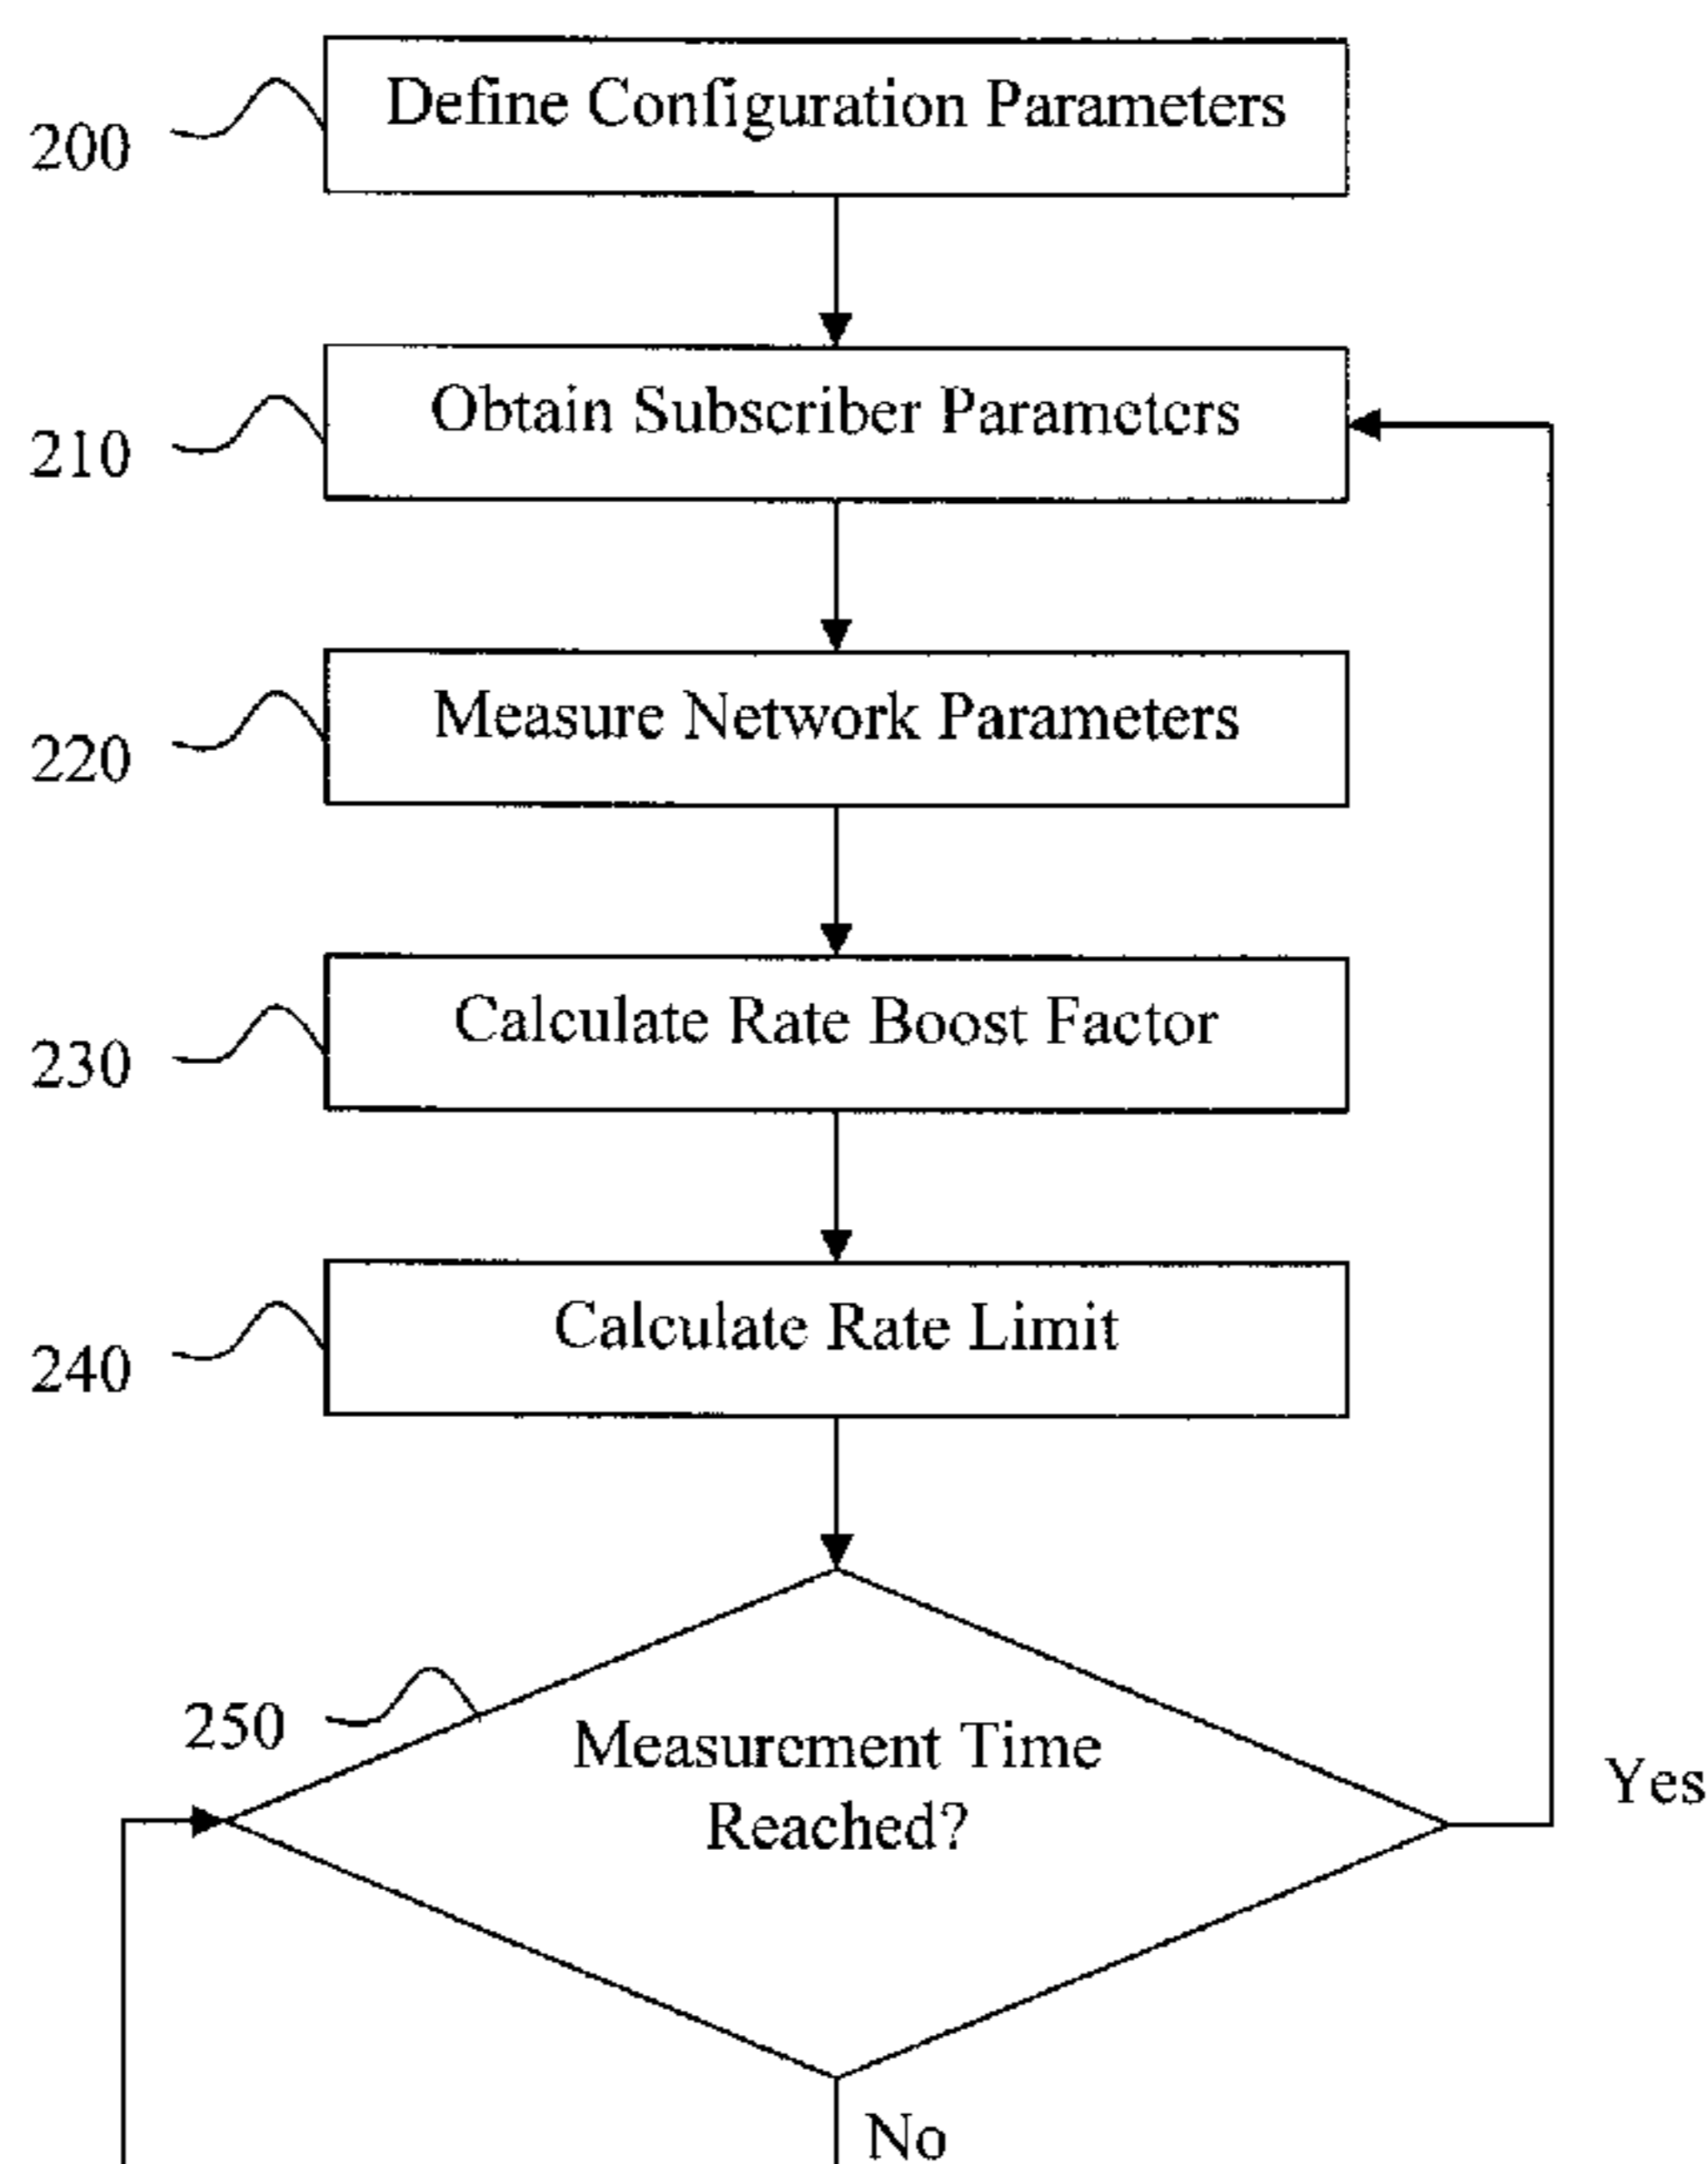 Define Configuration Parameters
200
Obtain Subscriber Parameters
210
Measure Network Parameters
220
Calculate Rate Boost Factor
230
Calculate Rate Limit
240
250
Measurement Time
Reached?
Yes
No